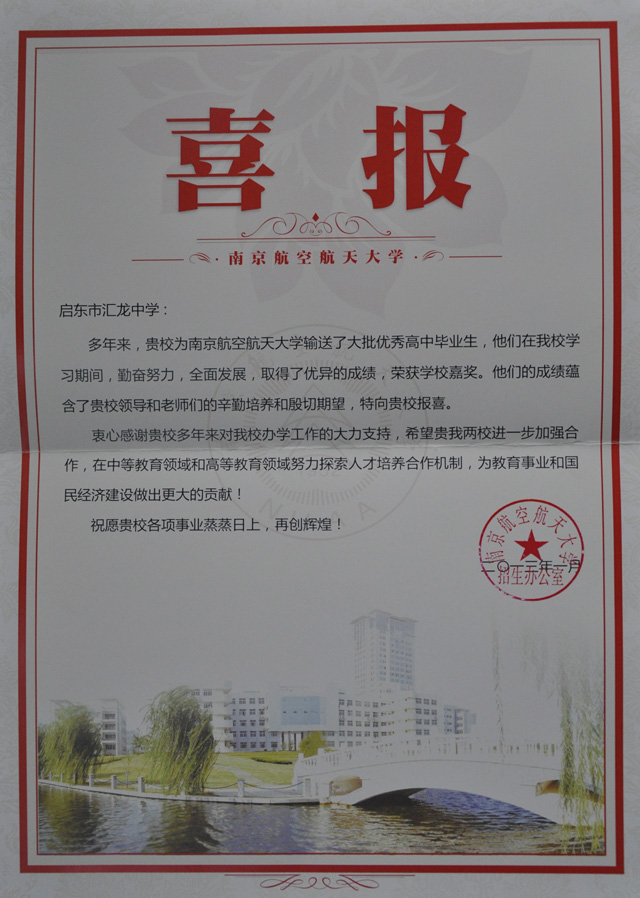 喜报
·南京航空航天大学·
启东市汇龙中学：
多年来，贵校为南京航空航天大学输送了大批优秀高中毕业生，他们在我校学
习期间，勤奋努力，全面发展，取得了优异的成绩，荣获学校嘉奖。他们的成绩蕴
含了贵校领导和老师们的辛勤培养和殷切期望，特向贵校报喜。
衷心感谢贵校多年来对我校办学工作的大力支持，希望贵我两校进一步加强合
作，在中等教育领域和高等教育领域努力探索人才培养合作机制，为教育事业和国
民经济建设做出更大的贡献！
祝愿贵校各项事业蒸蒸日上，再创辉煌！
南京航空航天大学
二〇一三年一月
招生办公室
NUAA